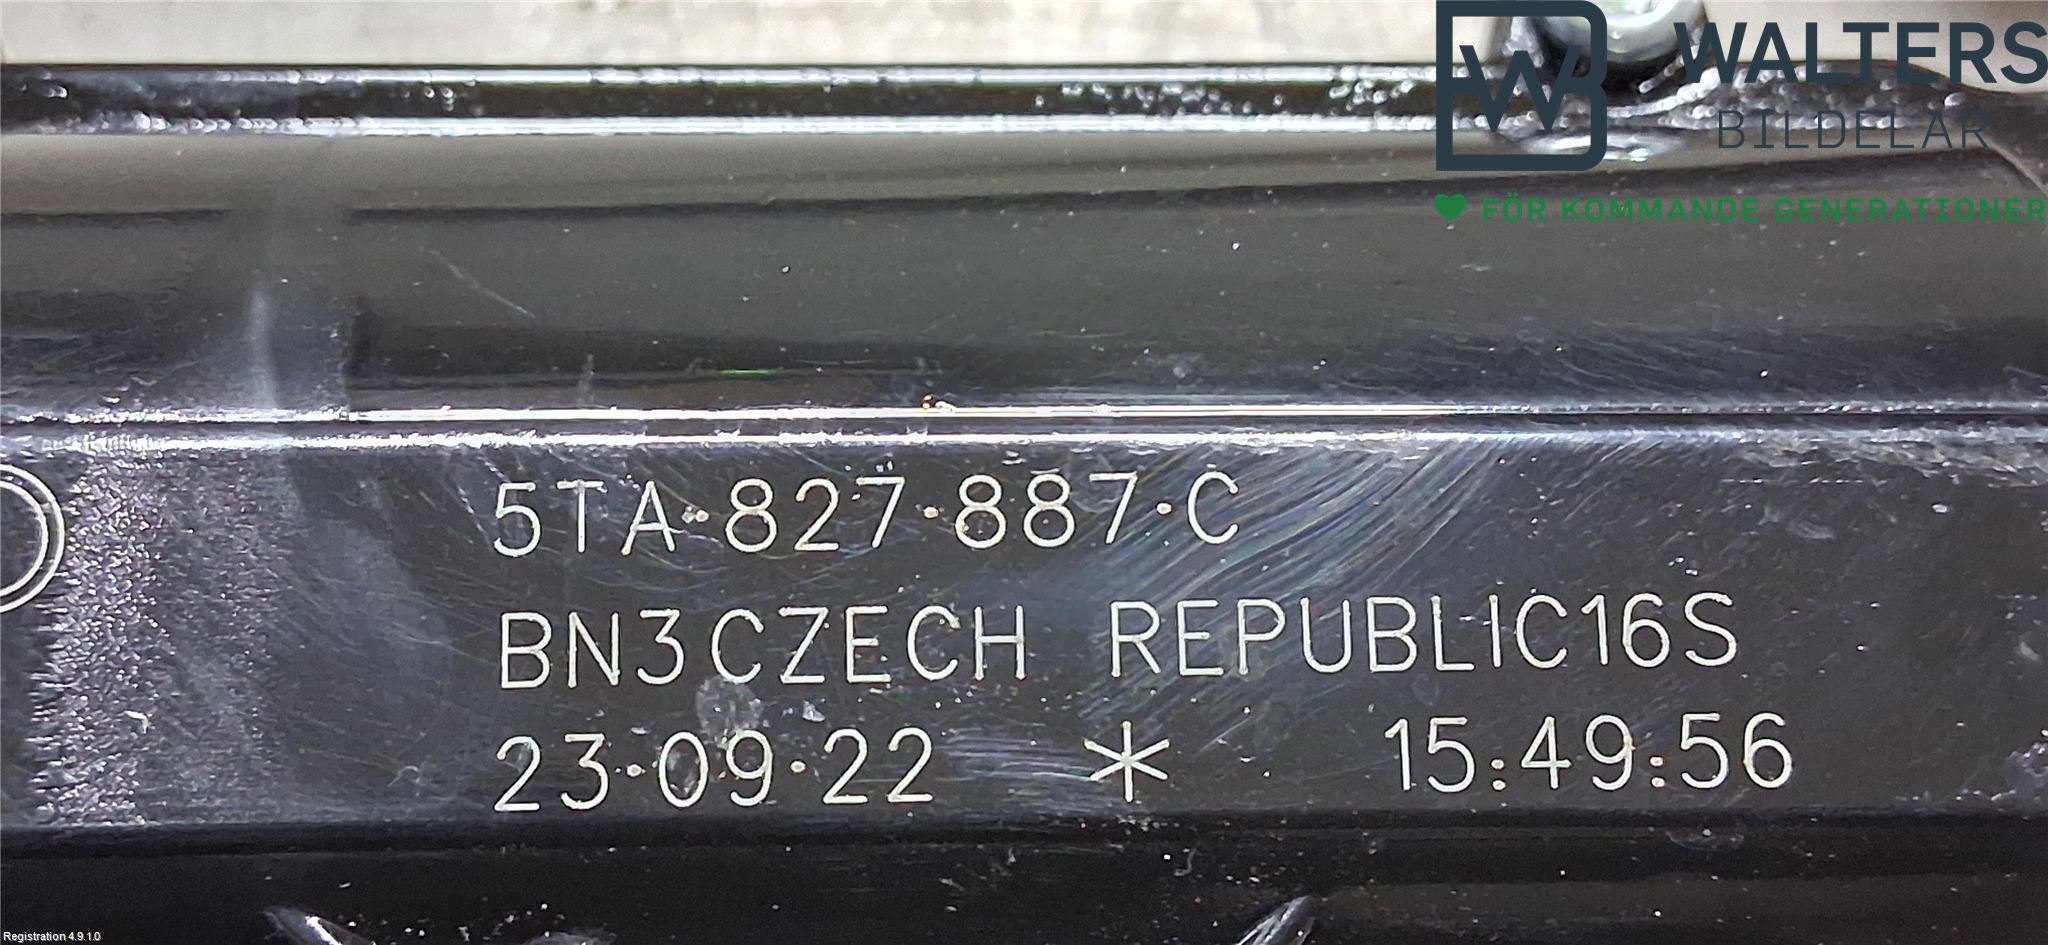 WALTERS
BILDELAR
FÖR KOMMANDE GENERATIONER
5TA·827·887·C
BN3CZECH REPUBLIC16S
23·09·22 * 15:49:56
Registration 4.9.1.0